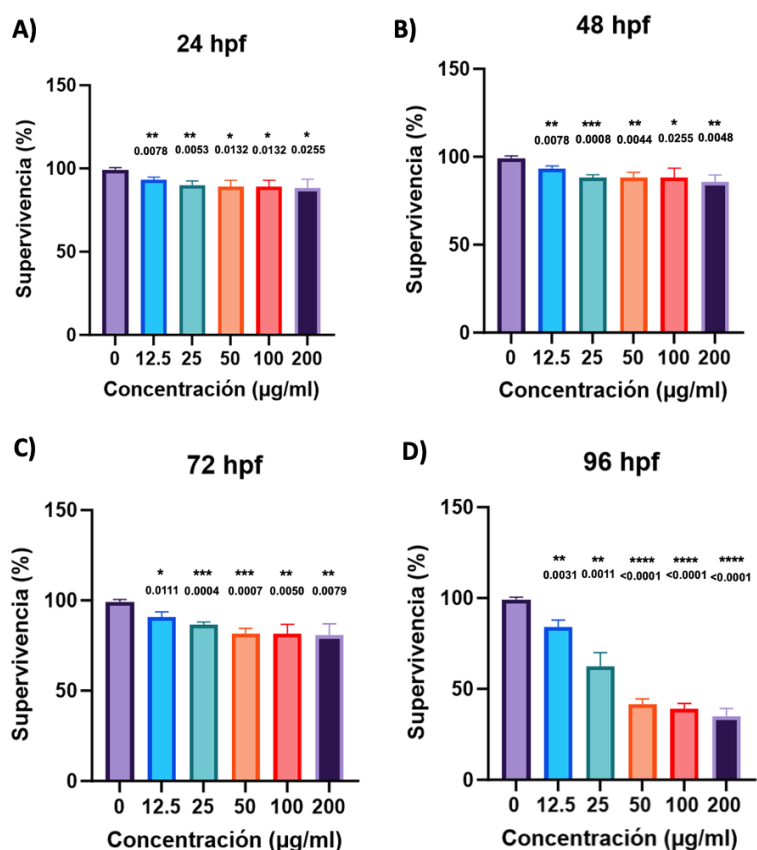 A)
24 hpf
Supervivencia (%)
150
100
50
0
** ** * * *
0.0078 0.0053 0.0132 0.0132 0.0255
0 12.5 25 50 100 200
Concentración (µg/ml)
B)
48 hpf
Supervivencia (%)
150
100
50
0
** *** ** * **
0.0078 0.0008 0.0044 0.0255 0.0048
0 12.5 25 50 100 200
Concentración (µg/ml)
C)
72 hpf
Supervivencia (%)
150
100
50
0
* *** *** ** **
0.0111 0.0004 0.0007 0.0050 0.0079
0 12.5 25 50 100 200
Concentración (µg/ml)
D)
96 hpf
Supervivencia (%)
150
100
50
0
** ** **** **** ****
0.0031 0.0011 <0.0001 <0.0001 <0.0001
0 12.5 25 50 100 200
Concentración (µg/ml)